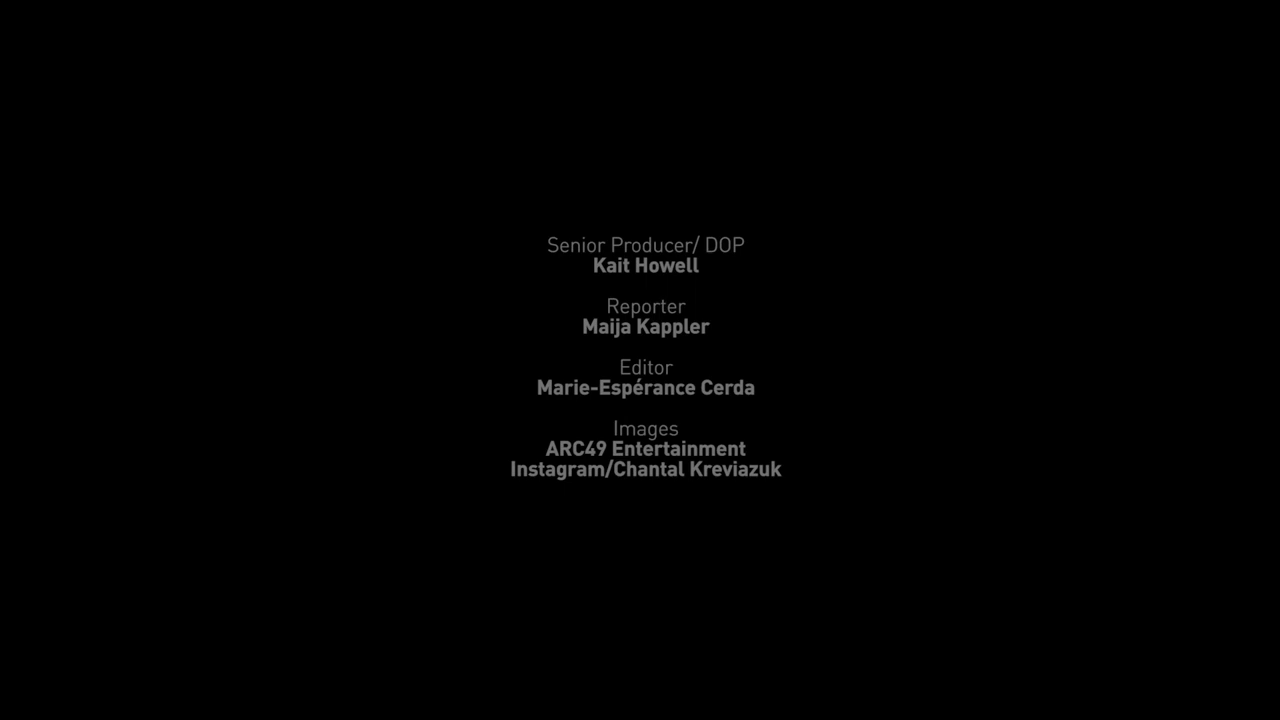 Senior Producer/ DOP
Kait Howell
Reporter
Maija Kappler
Editor
Marie-Espérance Cerda
Images
ARC49 Entertainment
Instagram/Chantal Kreviazuk